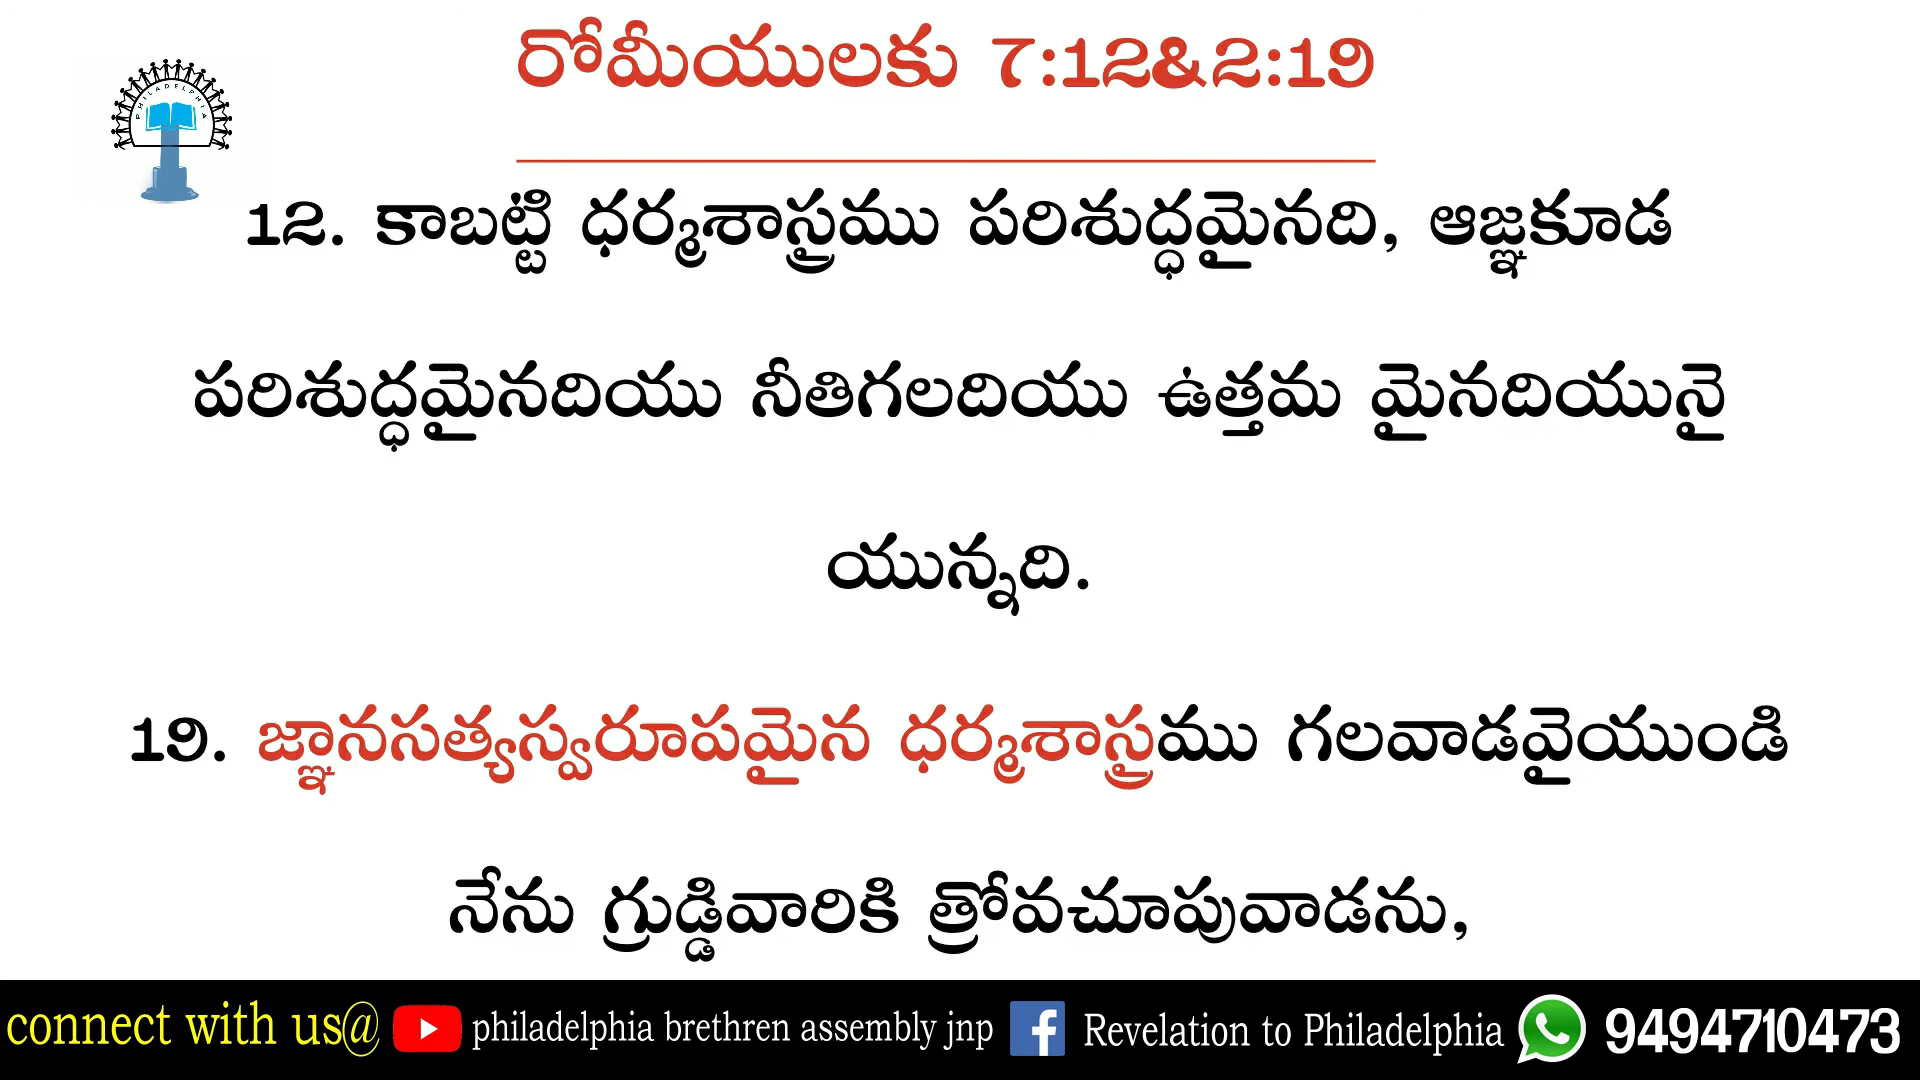 రోమీయులకు 7:12&2:19
PHILADELPHIA
12. కాబట్టి ధర్మశాస్త్రము పరిశుద్ధమైనది, ఆజ్ఞకూడ
పరిశుద్ధమైనదియు నీతిగలదియు ఉత్తమ మైనదియునై
యున్నది.
19. జ్ఞానసత్యస్వరూపమైన ధర్మశాస్త్రము గలవాడవైయుండి
నేను గ్రుడ్డివారికి త్రోవచూపువాడను,
connect with us@ philadelphia brethren assembly jnp Revelation to Philadelphia 9494710473